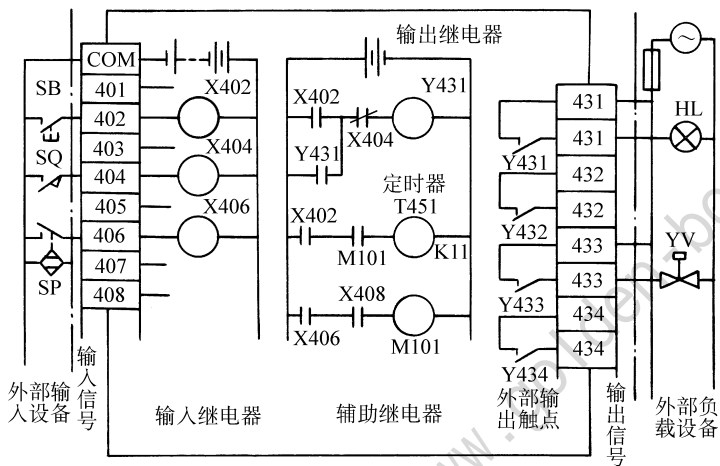 COM
401
402
403
404
405
406
407
408
SB
SQ
SP
X402
X404
X406
外部输
入设备
输入信号
输入继电器
输出继电器
X402
X404
Y431
Y431
定时器
T451
X402
M101
K11
X406
X408
M101
辅助继电器
431
431
432
432
433
433
434
434
Y431
Y432
Y433
Y434
外部输
出触点
输出信号
~
HL
YV
外部负
载设备